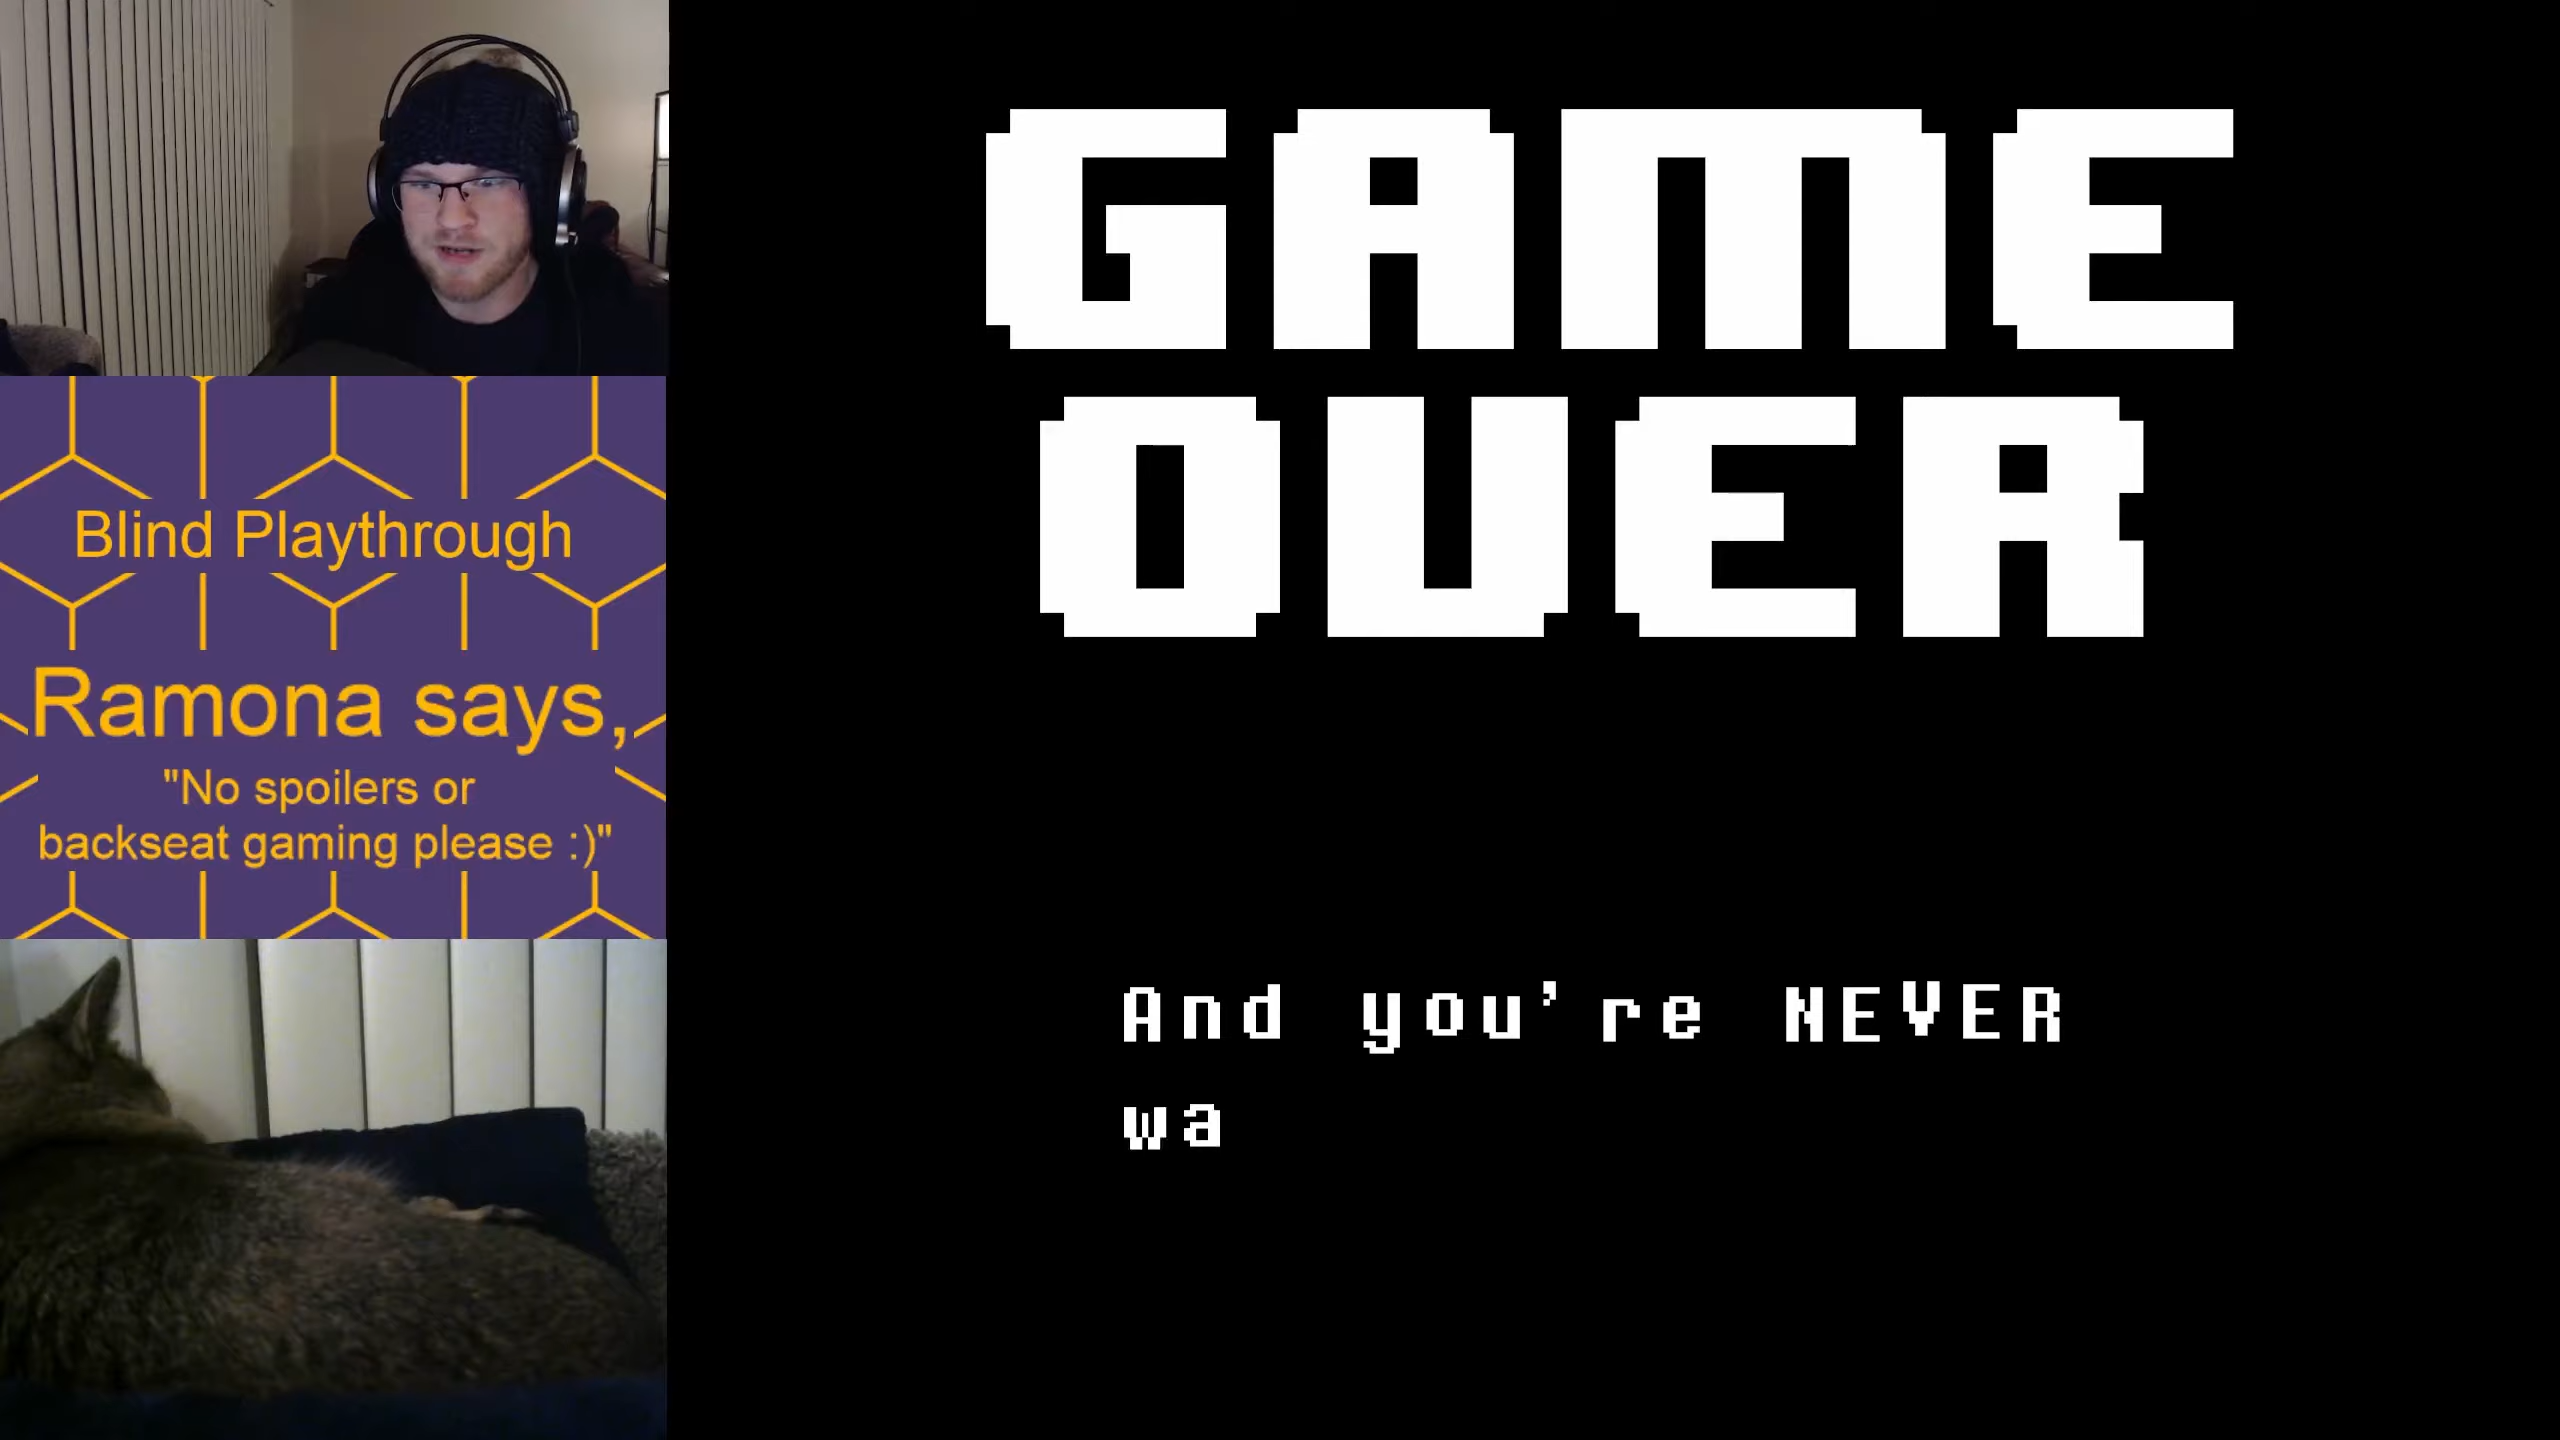 Blind Playthrough
Ramona says,
"No spoilers or
backseat gaming please :)"
GAME
OVER
And you're NEVER
wa